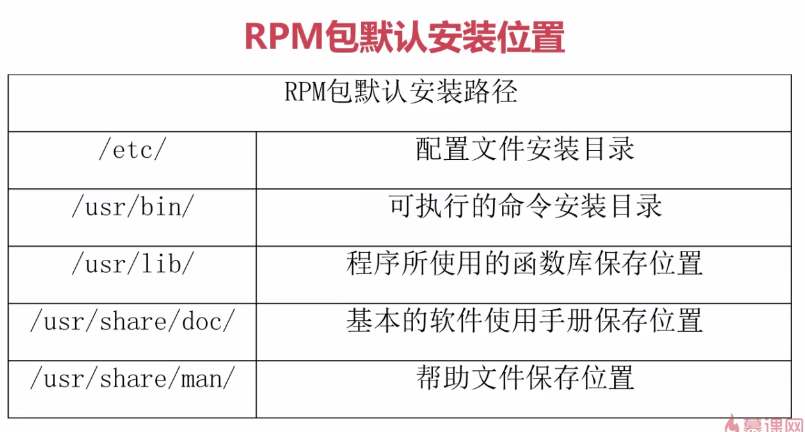 RPM包默认安装位置
RPM包默认安装路径
/etc/ 配置文件安装目录
/usr/bin/ 可执行的命令安装目录
/usr/lib/ 程序所使用的函数库保存位置
/usr/share/doc/ 基本的软件使用手册保存位置
/usr/share/man/ 帮助文件保存位置
慕课网